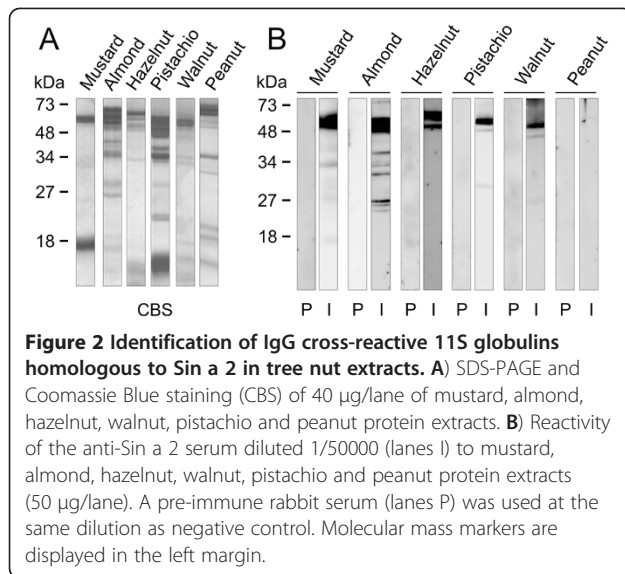 A
B
kDa
Mustard
Almond
Hazelnut
Pistachio
Walnut
Peanut
73
48
34
27
18
CBS
kDa
Mustard
Almond
Hazelnut
Pistachio
Walnut
Peanut
73
48
34
27
18
P I P I P I P I P I P I
Figure 2 Identification of IgG cross-reactive 11S globulins
homologous to Sin a 2 in tree nut extracts. A) SDS-PAGE and
Coomassie Blue staining (CBS) of 40 μg/lane of mustard, almond,
hazelnut, walnut, pistachio and peanut protein extracts. B) Reactivity
of the anti-Sin a 2 serum diluted 1/50000 (lanes I) to mustard,
almond, hazelnut, walnut, pistachio and peanut protein extracts
(50 μg/lane). A pre-immune rabbit serum (lanes P) was used at the
same dilution as negative control. Molecular mass markers are
displayed in the left margin.